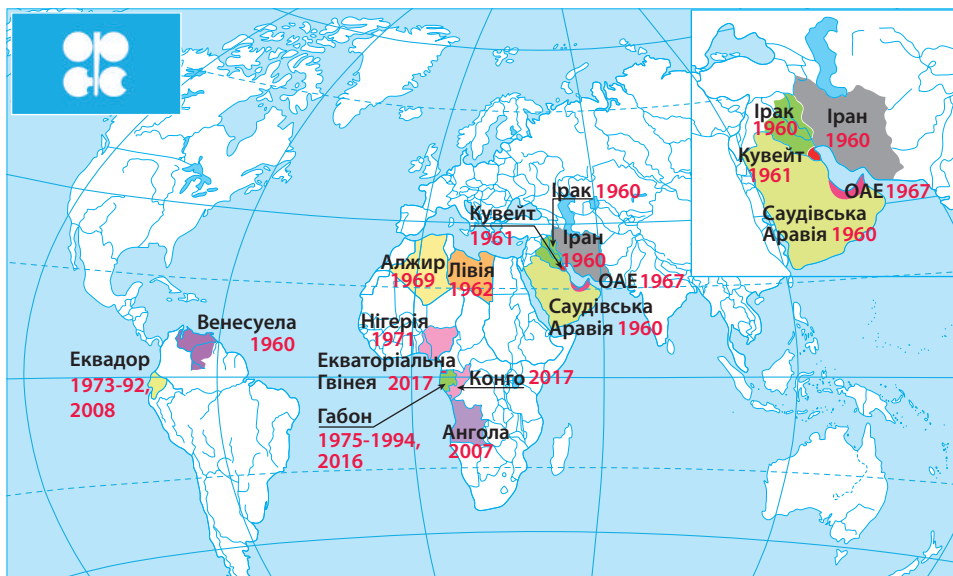 Ірак
1960
Іран
1960
Кувейт
1961
ОАЕ 1967
Саудівська
Аравія 1960
Ірак 1960
Кувейт
1961
Іран
1960
Алжир
1969
Лівія
1962
ОАЕ 1967
Саудівська
Аравія 1960
Венесуела
1960
Нігерія
1971
Еквадор
1973-92,
2008
Екваторіальна
Гвінея 2017
Конго 2017
Габон
1975-1994,
2016
Ангола
2007